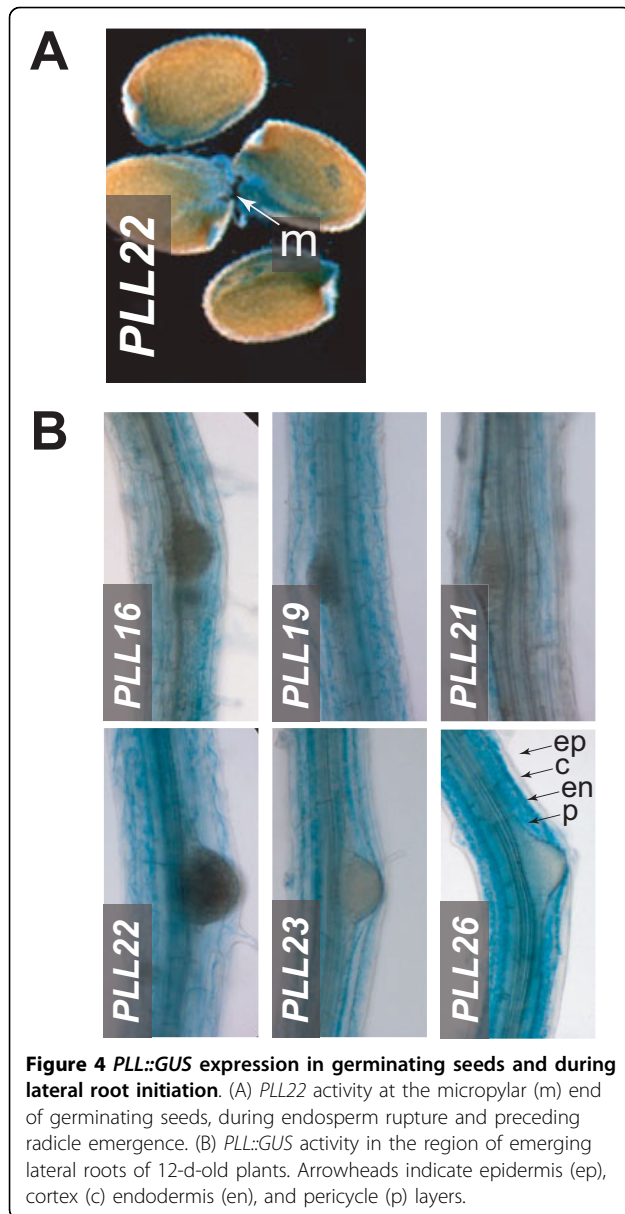 A
PLL22
m
B
PLL16
PLL19
PLL21
PLL22
PLL23
PLL26
ep
c
en
p
Figure 4 PLL::GUS expression in germinating seeds and during
lateral root initiation. (A) PLL22 activity at the micropylar (m) end
of germinating seeds, during endosperm rupture and preceding
radicle emergence. (B) PLL::GUS activity in the region of emerging
lateral roots of 12-d-old plants. Arrowheads indicate epidermis (ep),
cortex (c) endodermis (en), and pericycle (p) layers.